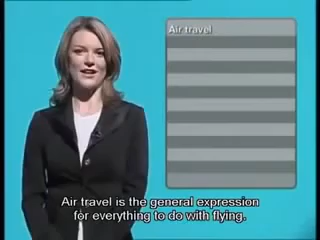 Air travel
Air travel is the general expression
for everything to do with flying.